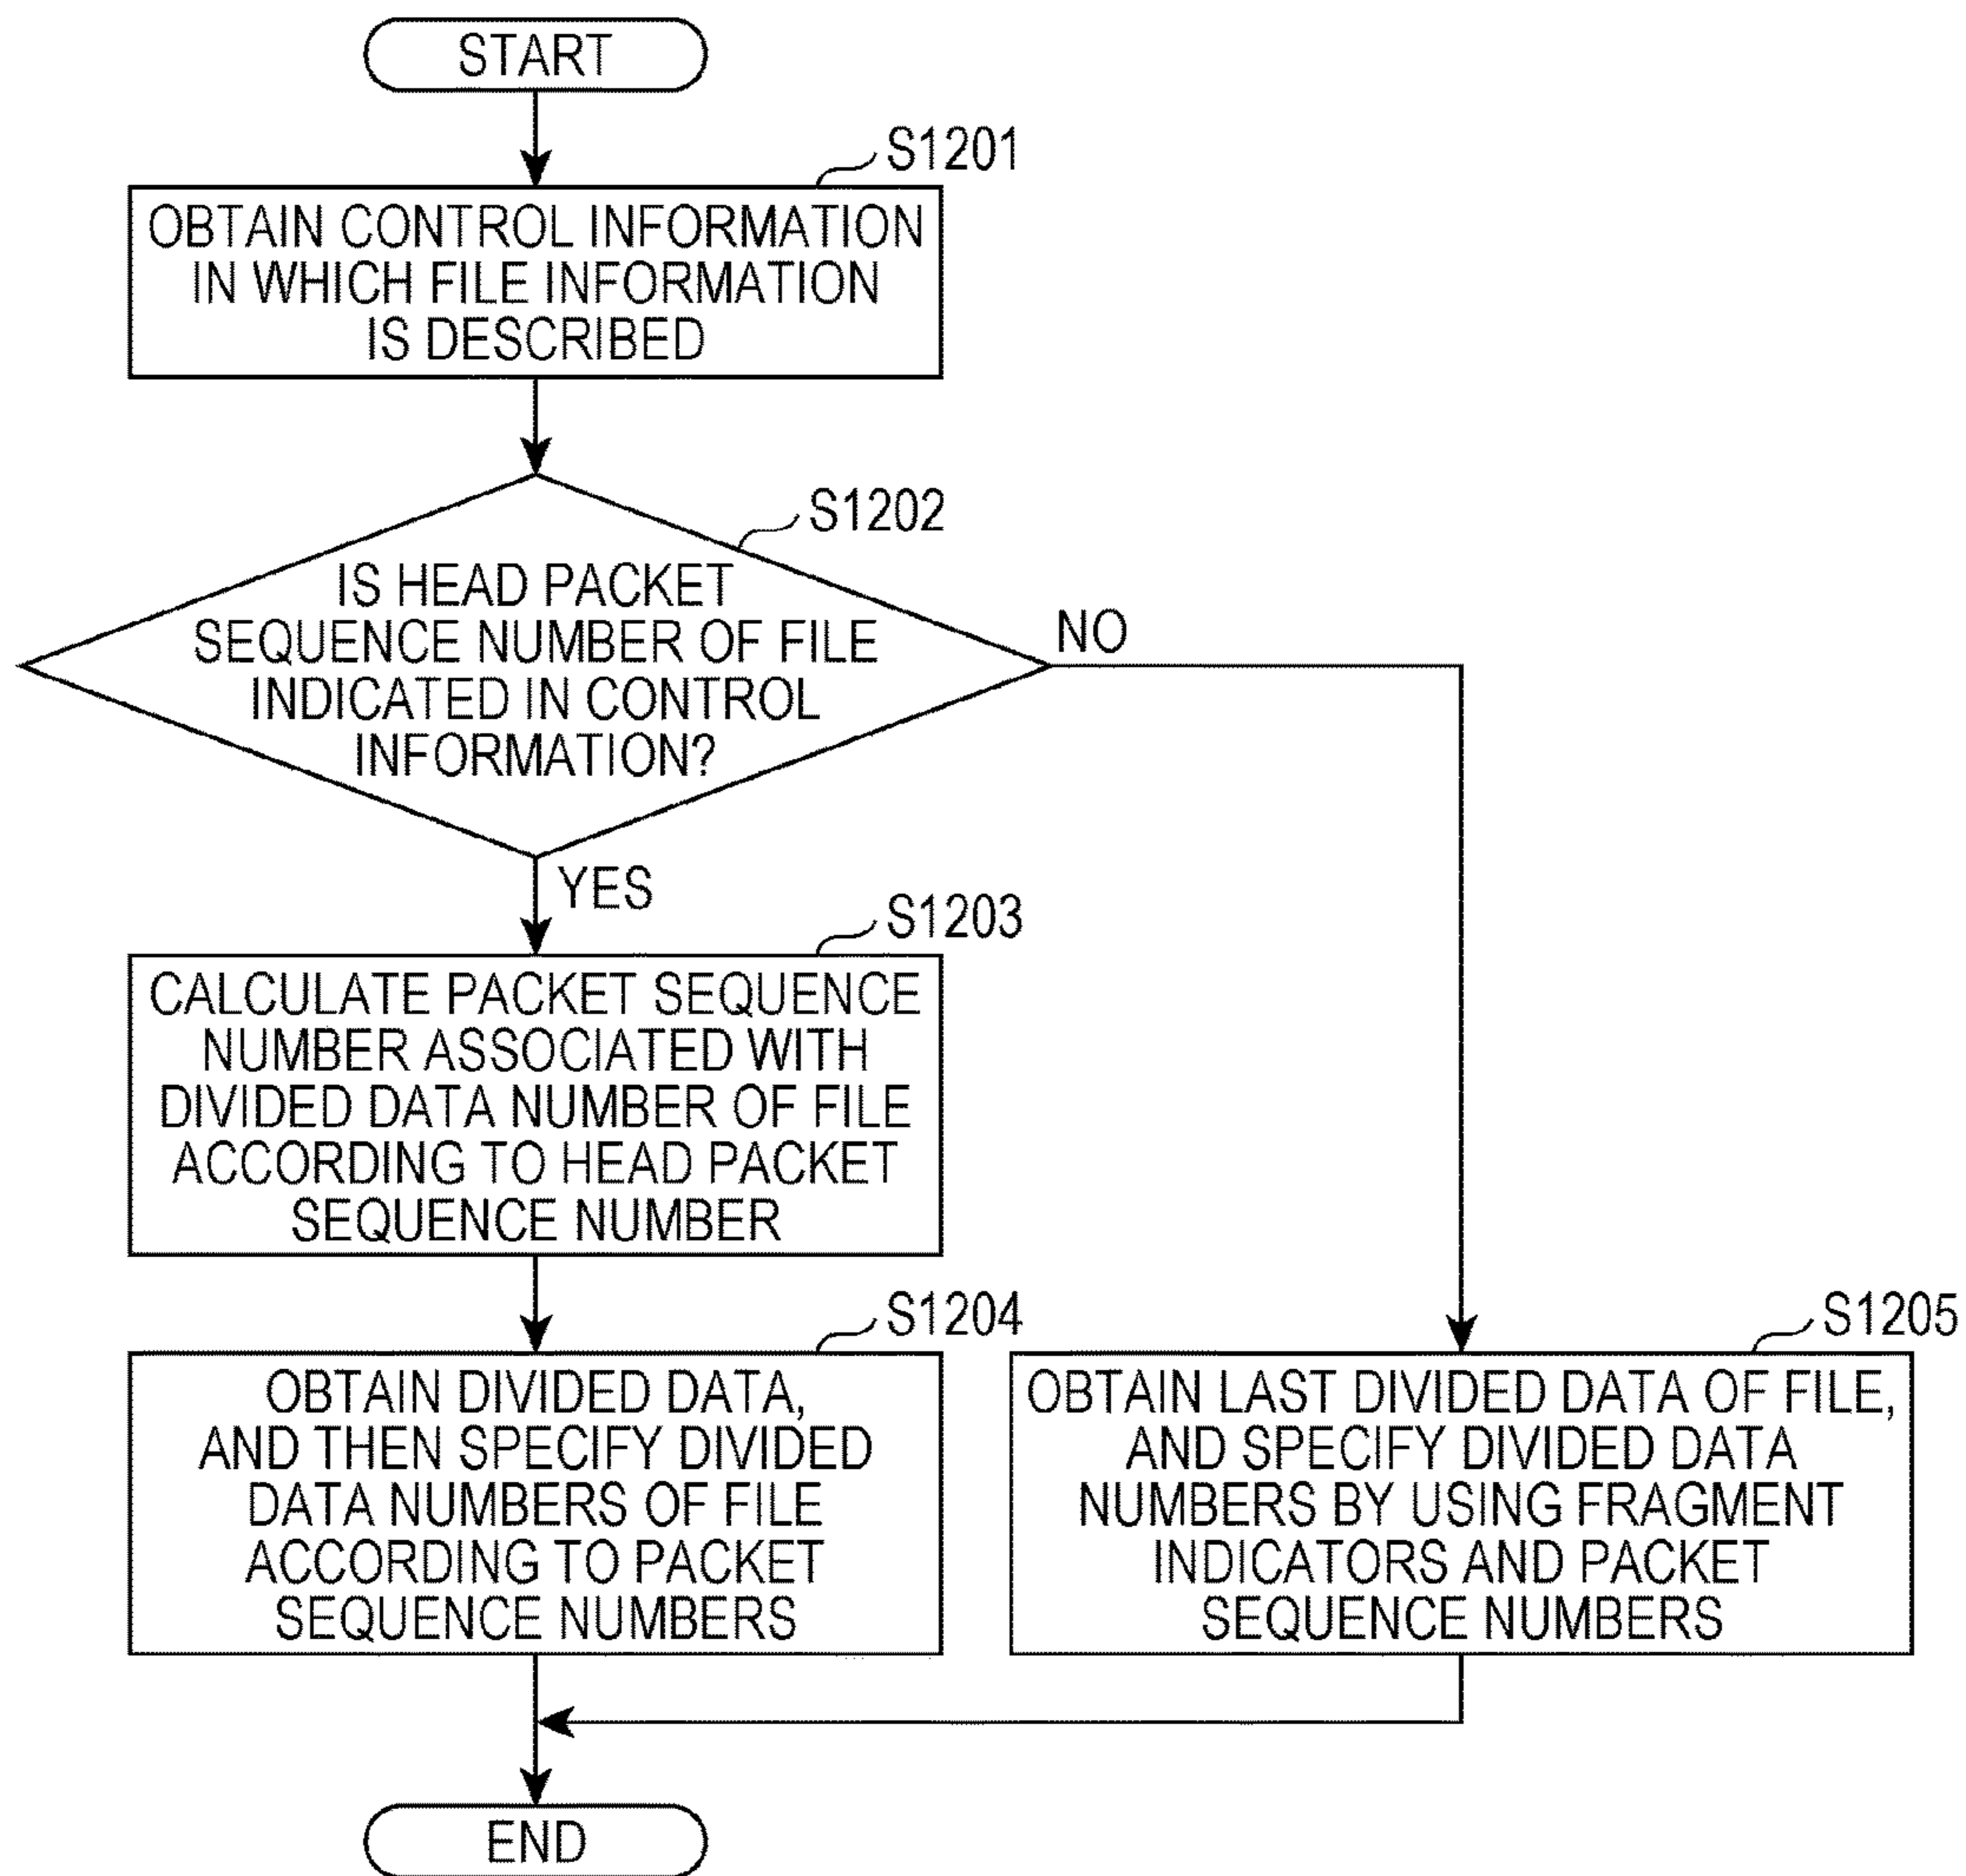 START
S1201
OBTAIN CONTROL INFORMATION
IN WHICH FILE INFORMATION
IS DESCRIBED
S1202
IS HEAD PACKET
SEQUENCE NUMBER OF FILE
INDICATED IN CONTROL
INFORMATION?
NO
YES
S1203
CALCULATE PACKET SEQUENCE
NUMBER ASSOCIATED WITH
DIVIDED DATA NUMBER OF FILE
ACCORDING TO HEAD PACKET
SEQUENCE NUMBER
S1204
OBTAIN DIVIDED DATA,
AND THEN SPECIFY DIVIDED
DATA NUMBERS OF FILE
ACCORDING TO PACKET
SEQUENCE NUMBERS
S1205
OBTAIN LAST DIVIDED DATA OF FILE,
AND SPECIFY DIVIDED DATA
NUMBERS BY USING FRAGMENT
INDICATORS AND PACKET
SEQUENCE NUMBERS
END